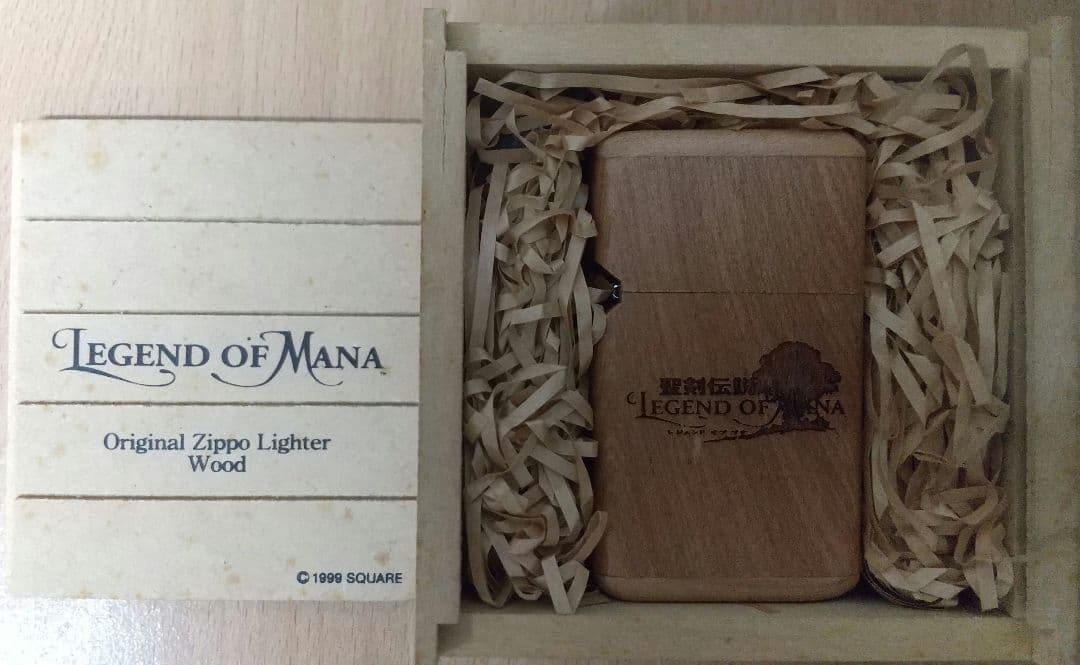 LEGEND OF MANA
Original Zippo Lighter
Wood
© 1999 SQUARE
聖剣伝説
LEGEND OF MANA